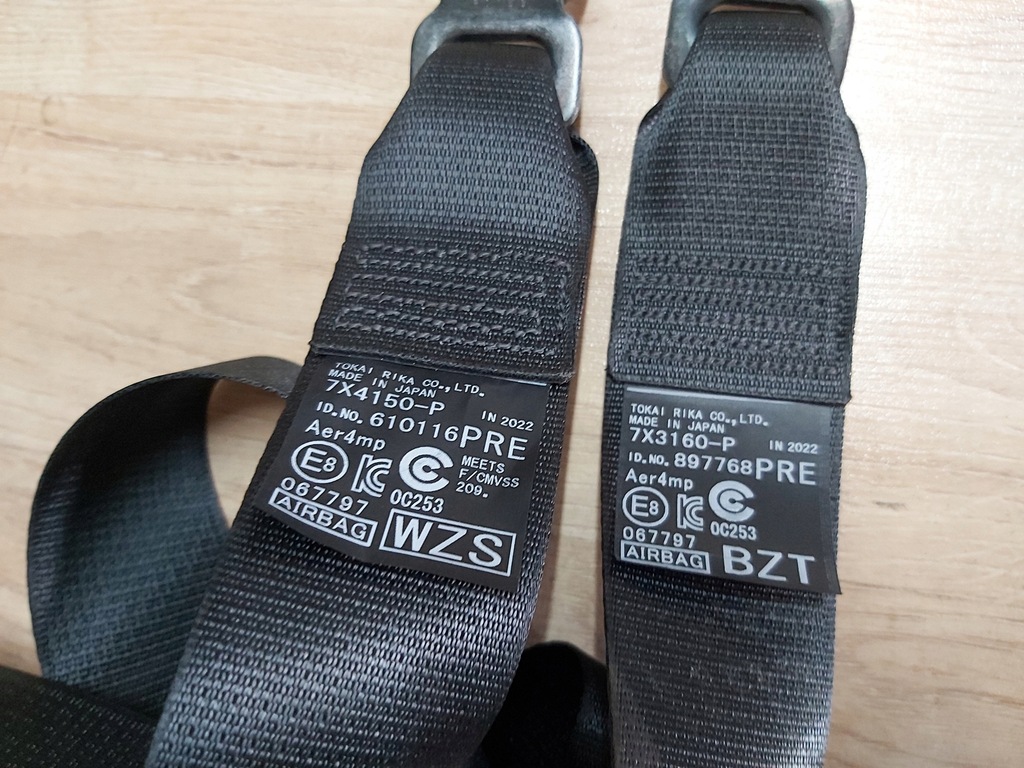 TOKAI RIKA CO.,LTD.
MADE IN JAPAN
7X4150-P IN 2022
ID.NO. 610116PRE
Aer4mp
E8 KC C MEETS
F/CMVSS
209.
067797 0C253
AIRBAG WZS
TOKAI RIKA CO.,LTD.
MADE IN JAPAN
7X3160-P IN 2022
ID.NO. 897768PRE
Aer4mp
E8 KC C
067797 0C253
AIRBAG BZT